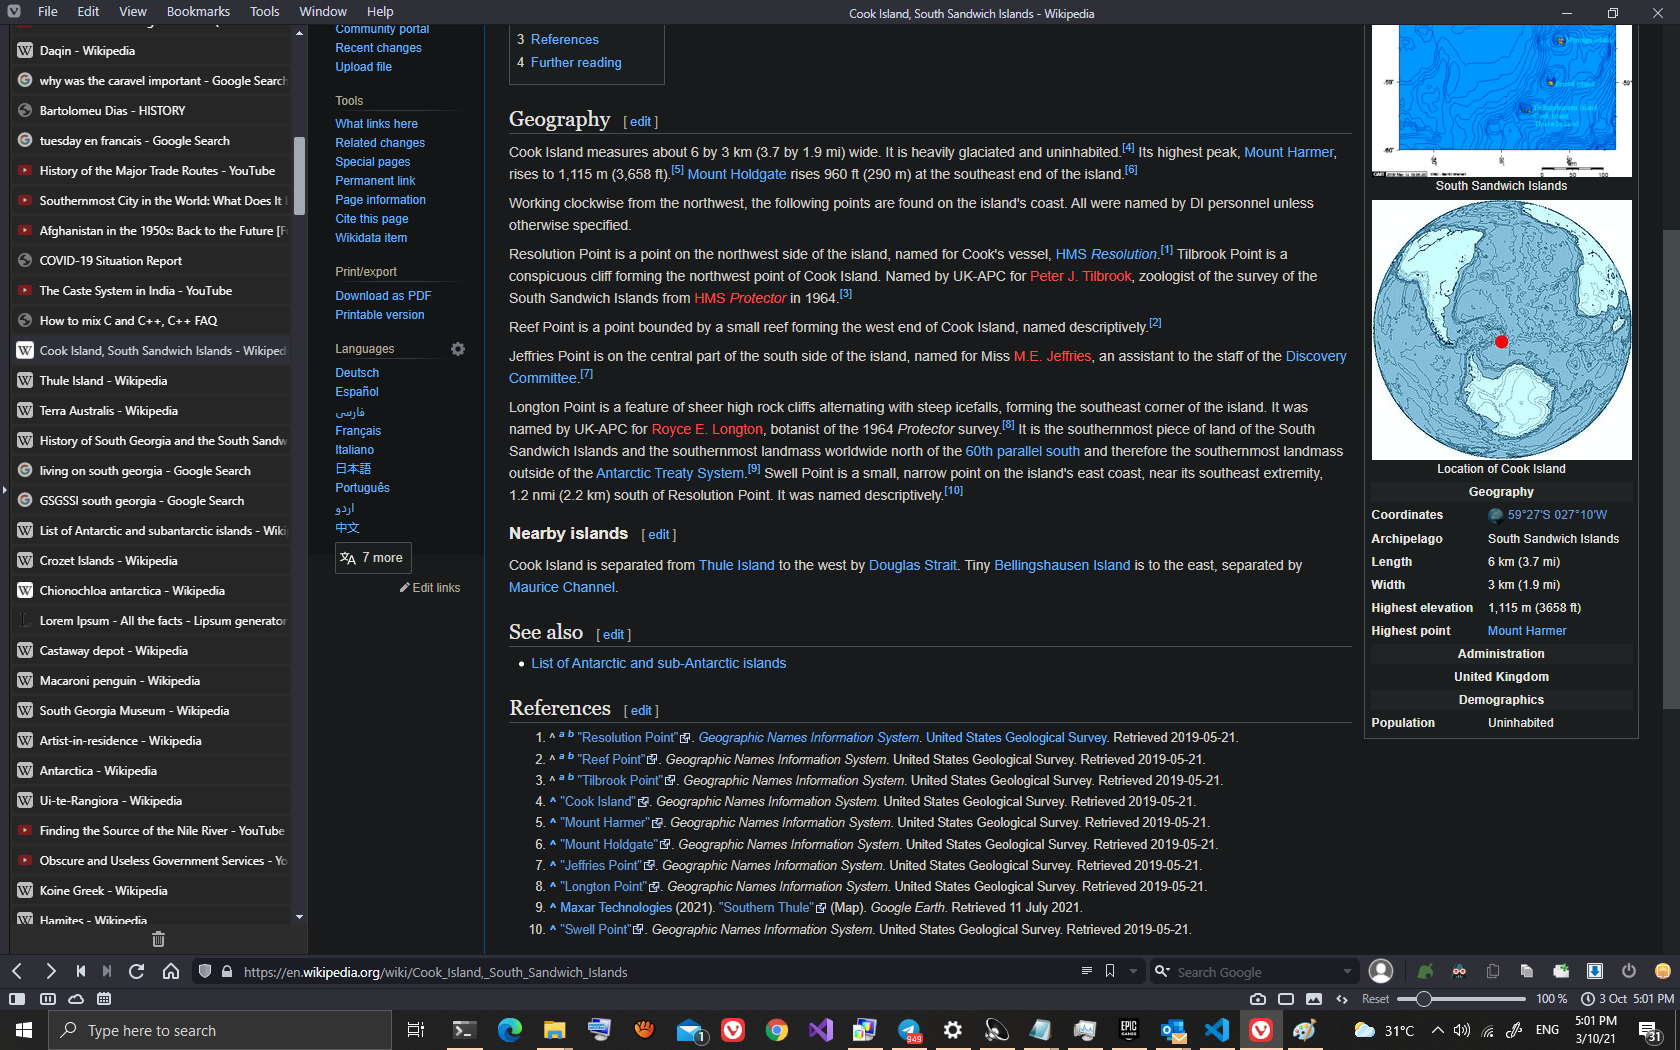 File Edit View Bookmarks Tools Window Help
Cook Island, South Sandwich Islands - Wikipedia
Daqin - Wikipedia
why was the caravel important - Google Search
Bartolomeu Dias - HISTORY
tuesday en francais - Google Search
History of the Major Trade Routes - YouTube
Southernmost City in the World: What Does It
Afghanistan in the 1950s: Back to the Future
COVID-19 Situation Report
The Caste System in India - YouTube
How to mix C and C++, C++ FAQ
Cook Island, South Sandwich Islands - Wikiped
Thule Island - Wikipedia
Terra Australis - Wikipedia
History of South Georgia and the South Sandw
living on south georgia - Google Search
GSGSSI south georgia - Google Search
List of Antarctic and subantarctic islands - Wiki
Crozet Islands - Wikipedia
Chionochloa antarctica - Wikipedia
Lorem Ipsum - All the facts - Lipsum generator
Castaway depot - Wikipedia
Macaroni penguin - Wikipedia
South Georgia Museum - Wikipedia
Artist-in-residence - Wikipedia
Antarctica - Wikipedia
Ui-te-Rangiora - Wikipedia
Finding the Source of the Nile River - YouTube
Obscure and Useless Government Services - Yo
Koine Greek - Wikipedia
Hamites - Wikipedia
Community portal
Recent changes
Upload file
Tools
What links here
Related changes
Special pages
Permanent link
Page information
Cite this page
Wikidata item
Print/export
Download as PDF
Printable version
Languages
Deutsch
Español
فارسی
Français
Italiano
日本語
Português
اردو
中文
7 more
Edit links
3 References
4 Further reading
Geography [ edit ]
Cook Island measures about 6 by 3 km (3.7 by 1.9 mi) wide. It is heavily glaciated and uninhabited.[4] Its highest peak, Mount Harmer,
rises to 1,115 m (3,658 ft).[5] Mount Holdgate rises 960 ft (290 m) at the southeast end of the island.[6]
Working clockwise from the northwest, the following points are found on the island's coast. All were named by DI personnel unless
otherwise specified.
Resolution Point is a point on the northwest side of the island, named for Cook's vessel, HMS Resolution.[1] Tilbrook Point is a
conspicuous cliff forming the northwest point of Cook Island. Named by UK-APC for Peter J. Tilbrook, zoologist of the survey of the
South Sandwich Islands from HMS Protector in 1964.[3]
Reef Point is a point bounded by a small reef forming the west end of Cook Island, named descriptively.[2]
Jeffries Point is on the central part of the south side of the island, named for Miss M.E. Jeffries, an assistant to the staff of the Discovery
Committee.[7]
Longton Point is a feature of sheer high rock cliffs alternating with steep icefalls, forming the southeast corner of the island. It was
named by UK-APC for Royce E. Longton, botanist of the 1964 Protector survey.[8] It is the southernmost piece of land of the South
Sandwich Islands and the southernmost landmass worldwide north of the 60th parallel south and therefore the southernmost landmass
outside of the Antarctic Treaty System.[9] Swell Point is a small, narrow point on the island's east coast, near its southeast extremity,
1.2 nmi (2.2 km) south of Resolution Point. It was named descriptively.[10]
Nearby islands [ edit ]
Cook Island is separated from Thule Island to the west by Douglas Strait. Tiny Bellingshausen Island is to the east, separated by
Maurice Channel.
See also [ edit ]
• List of Antarctic and sub-Antarctic islands
References [ edit ]
1. ^ a b "Resolution Point". Geographic Names Information System. United States Geological Survey. Retrieved 2019-05-21.
2. ^ a b "Reef Point". Geographic Names Information System. United States Geological Survey. Retrieved 2019-05-21.
3. ^ a b "Tilbrook Point". Geographic Names Information System. United States Geological Survey. Retrieved 2019-05-21.
4. ^ "Cook Island". Geographic Names Information System. United States Geological Survey. Retrieved 2019-05-21.
5. ^ "Mount Harmer". Geographic Names Information System. United States Geological Survey. Retrieved 2019-05-21.
6. ^ "Mount Holdgate". Geographic Names Information System. United States Geological Survey. Retrieved 2019-05-21.
7. ^ "Jeffries Point". Geographic Names Information System. United States Geological Survey. Retrieved 2019-05-21.
8. ^ "Longton Point". Geographic Names Information System. United States Geological Survey. Retrieved 2019-05-21.
9. ^ Maxar Technologies (2021). "Southern Thule" (Map). Google Earth. Retrieved 11 July 2021.
10. ^ "Swell Point". Geographic Names Information System. United States Geological Survey. Retrieved 2019-05-21.
South Sandwich Islands
Location of Cook Island
Geography
Coordinates 59°27′S 027°10′W
Archipelago South Sandwich Islands
Length 6 km (3.7 mi)
Width 3 km (1.9 mi)
Highest elevation 1,115 m (3658 ft)
Highest point Mount Harmer
Administration
United Kingdom
Demographics
Population Uninhabited
https://en.wikipedia.org/wiki/Cook_Island,_South_Sandwich_Islands
Search Google
Reset 100 % 3 Oct 5:01 PM
Type here to search
1
949
EPIC GAMES
31°C ENG
5:01 PM
3/10/21
31